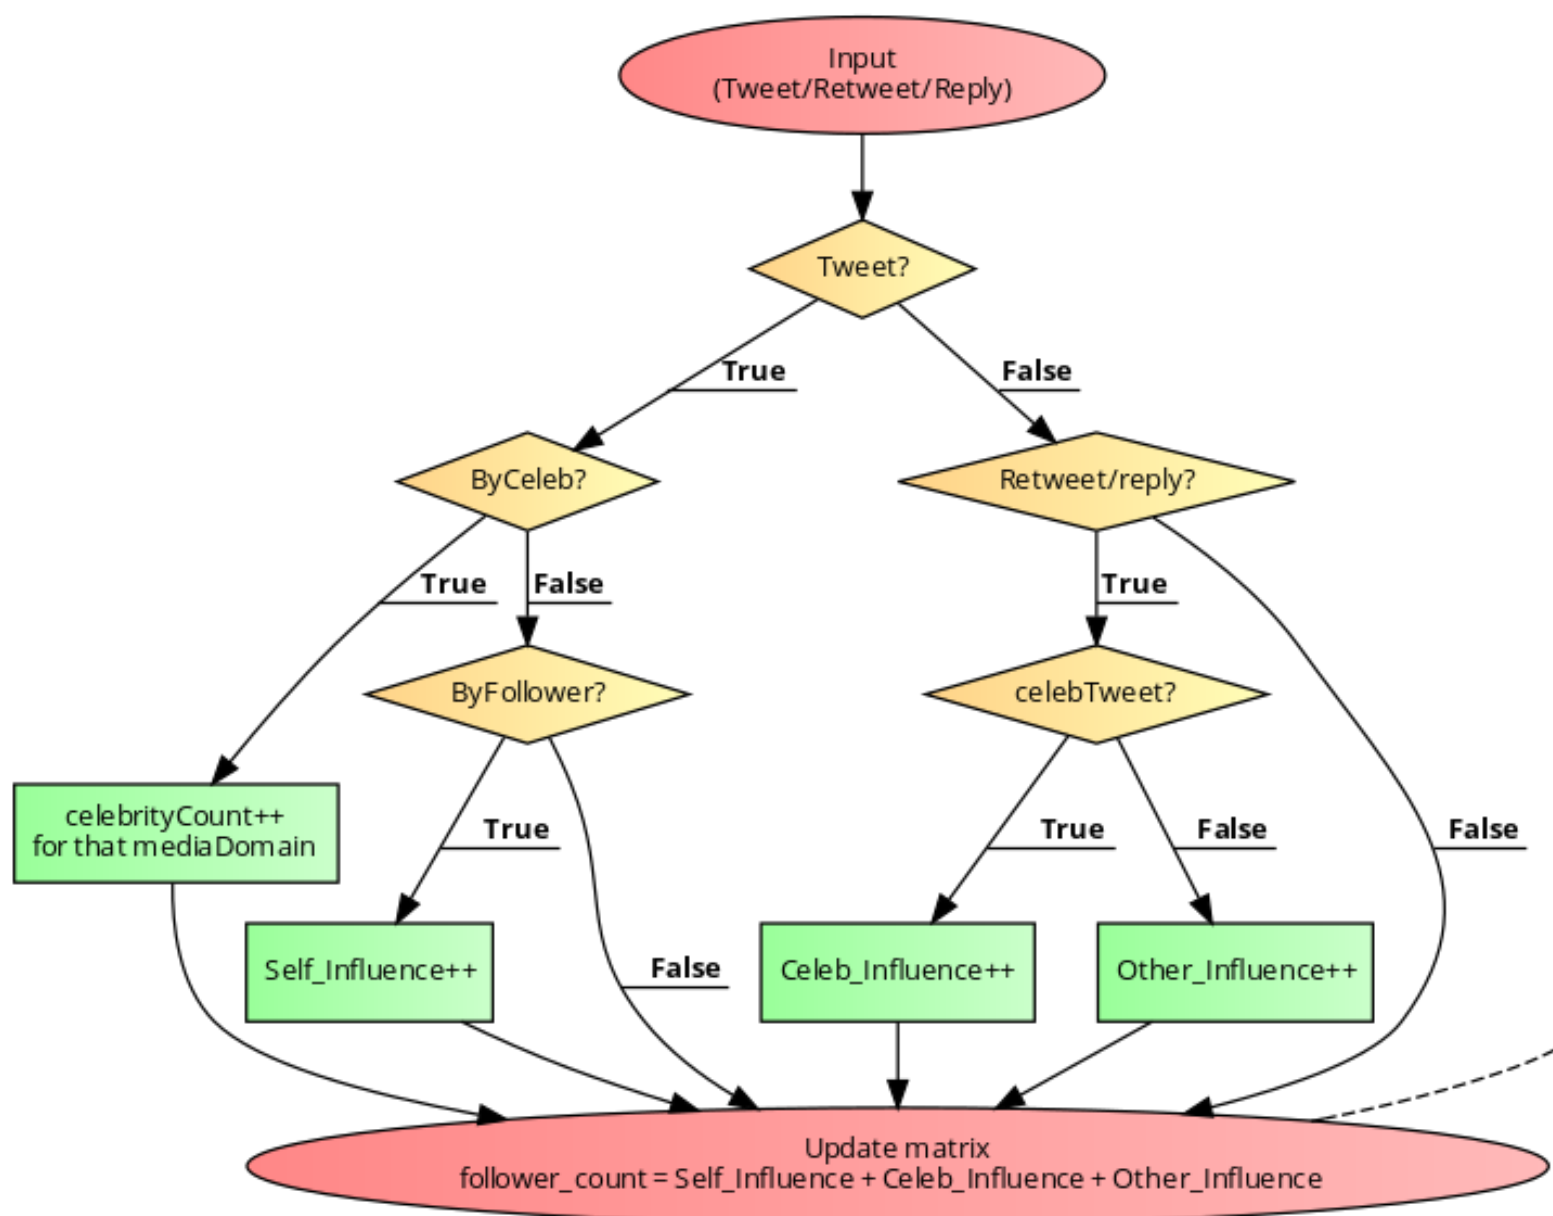 Input
(Tweet/Retweet/Reply)
Tweet?
True
False
ByCeleb?
Retweet/reply?
True
False
True
ByFollower?
celebTweet?
celebrityCount++
for that mediaDomain
True
True
False
False
Self_Influence++
False
Celeb_Influence++
Other_Influence++
Update matrix
follower_count = Self_Influence + Celeb_Influence + Other_Influence